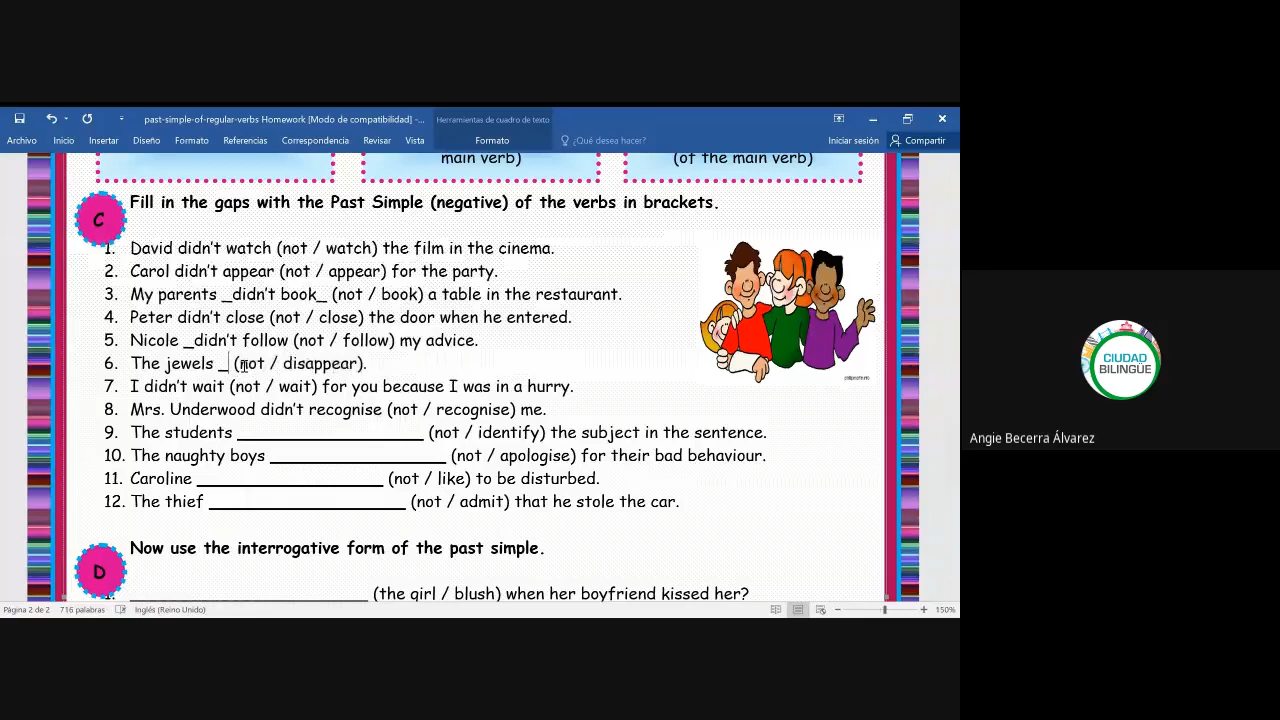 past-simple-of-regular-verbs Homework [Modo de compatibilidad] -...
Herramientas de cuadro de texto
Archivo Inicio Insertar Diseño Formato Referencias Correspondencia Revisar Vista Formato ¿Qué desea hacer? Iniciar sesión Compartir
main verb) (of the main verb)
C Fill in the gaps with the Past Simple (negative) of the verbs in brackets.
1. David didn't watch (not / watch) the film in the cinema.
2. Carol didn't appear (not / appear) for the party.
3. My parents _didn't book_ (not / book) a table in the restaurant.
4. Peter didn't close (not / close) the door when he entered.
5. Nicole _didn't follow (not / follow) my advice.
6. The jewels _ (not / disappear).
7. I didn't wait (not / wait) for you because I was in a hurry.
8. Mrs. Underwood didn't recognise (not / recognise) me.
9. The students ____________________ (not / identify) the subject in the sentence.
10. The naughty boys ___________________ (not / apologise) for their bad behaviour.
11. Caroline ____________________ (not / like) to be disturbed.
12. The thief _____________________ (not / admit) that he stole the car.
D Now use the interrogative form of the past simple.
1. _________________________ (the girl / blush) when her boyfriend kissed her?
Página 2 de 2 716 palabras Inglés (Reino Unido) 150%
CIUDAD
BILINGÜE
Angie Becerra Álvarez